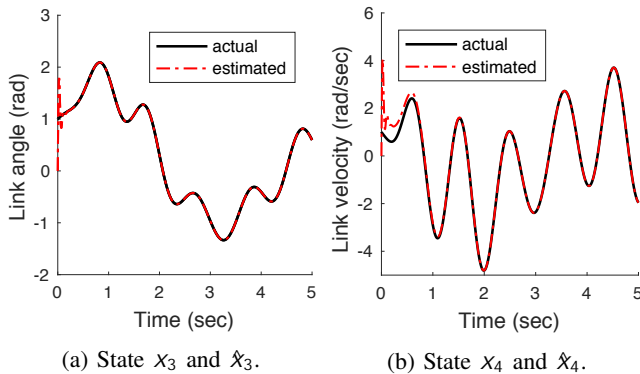 3
2
1
0
-1
-2
Link angle (rad)
actual
estimated
0
1
2
3
4
5
Time (sec)
(a) State x₃ and x̂₃.
6
4
2
0
-2
-4
Link velocity (rad/sec)
actual
estimated
0
1
2
3
4
5
Time (sec)
(b) State x₄ and x̂₄.